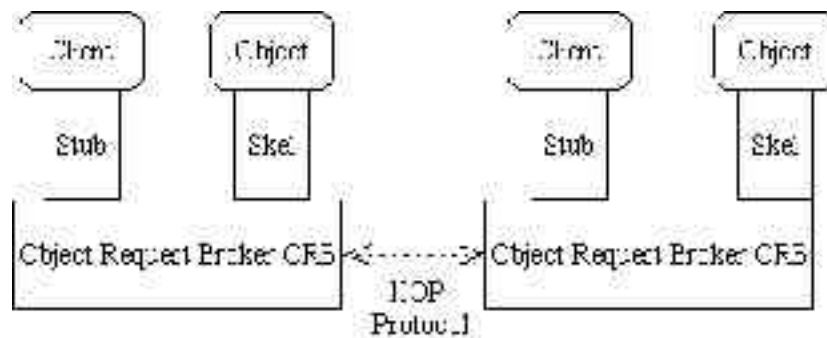 Client Object Client Object
Stub Skel Stub Skel
Object Request Broker ORB Object Request Broker ORB
IIOP
Protocol